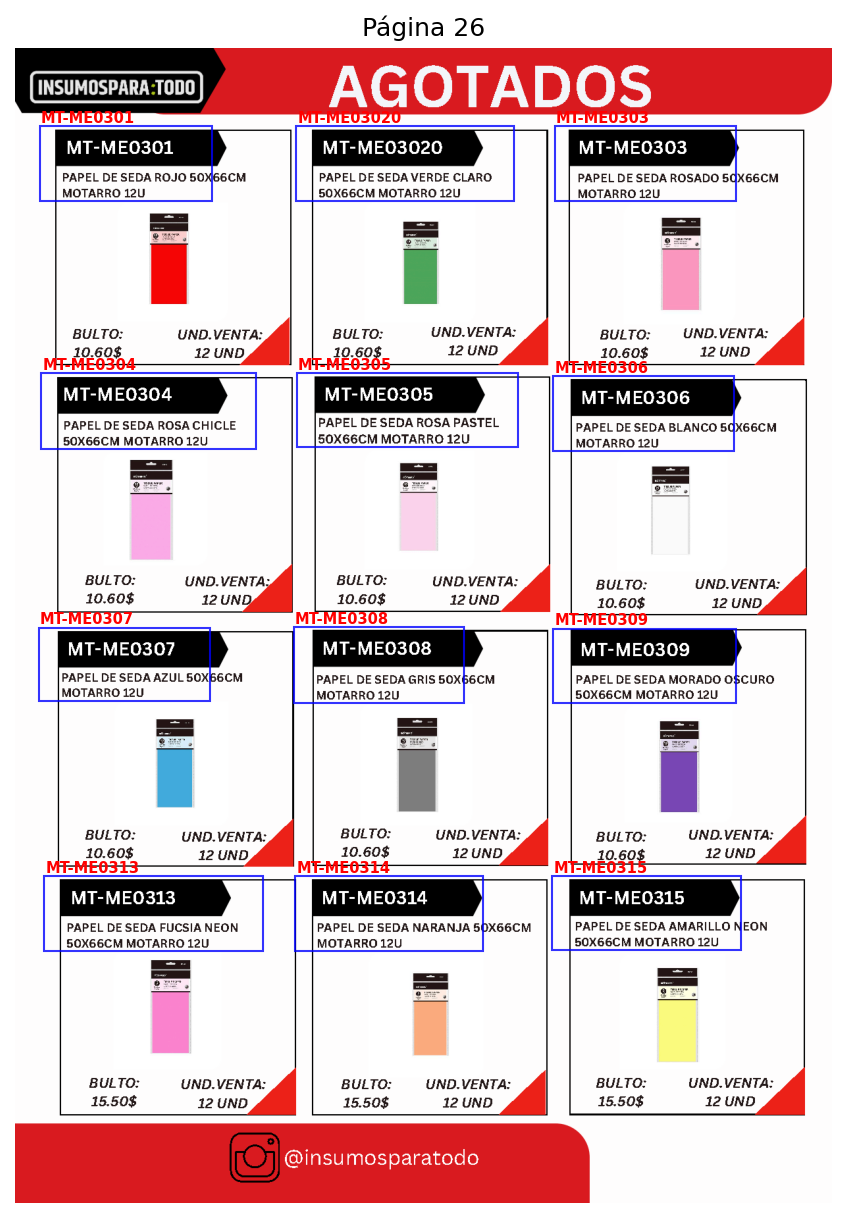 Página 26
INSUMOSPARA:TODO
AGOTADOS
MT-ME0301
MT-ME03020
MT-ME0303
MT-ME0301
MT-ME03020
MT-ME0303
PAPEL DE SEDA ROJO 50X66CM
MOTARRO 12U
PAPEL DE SEDA VERDE CLARO
50X66CM MOTARRO 12U
PAPEL DE SEDA ROSADO 50X66CM
MOTARRO 12U
BULTO:
10.60$
UND.VENTA:
12 UND
BULTO:
10.60$
UND.VENTA:
12 UND
BULTO:
10.60$
UND.VENTA:
12 UND
MT-ME0304
MT-ME0305
MT-ME0306
MT-ME0304
MT-ME0305
MT-ME0306
PAPEL DE SEDA ROSA CHICLE
50X66CM MOTARRO 12U
PAPEL DE SEDA ROSA PASTEL
50X66CM MOTARRO 12U
PAPEL DE SEDA BLANCO 50X66CM
MOTARRO 12U
BULTO:
10.60$
UND.VENTA:
12 UND
BULTO:
10.60$
UND.VENTA:
12 UND
BULTO:
10.60$
UND.VENTA:
12 UND
MT-ME0307
MT-ME0308
MT-ME0309
MT-ME0307
MT-ME0308
MT-ME0309
PAPEL DE SEDA AZUL 50X66CM
MOTARRO 12U
PAPEL DE SEDA GRIS 50X66CM
MOTARRO 12U
PAPEL DE SEDA MORADO OSCURO
50X66CM MOTARRO 12U
BULTO:
10.60$
UND.VENTA:
12 UND
BULTO:
10.60$
UND.VENTA:
12 UND
BULTO:
10.60$
UND.VENTA:
12 UND
MT-ME0313
MT-ME0314
MT-ME0315
MT-ME0313
MT-ME0314
MT-ME0315
PAPEL DE SEDA FUCSIA NEON
50X66CM MOTARRO 12U
PAPEL DE SEDA NARANJA 50X66CM
MOTARRO 12U
PAPEL DE SEDA AMARILLO NEON
50X66CM MOTARRO 12U
BULTO:
15.50$
UND.VENTA:
12 UND
BULTO:
15.50$
UND.VENTA:
12 UND
BULTO:
15.50$
UND.VENTA:
12 UND
@insumosparatodo